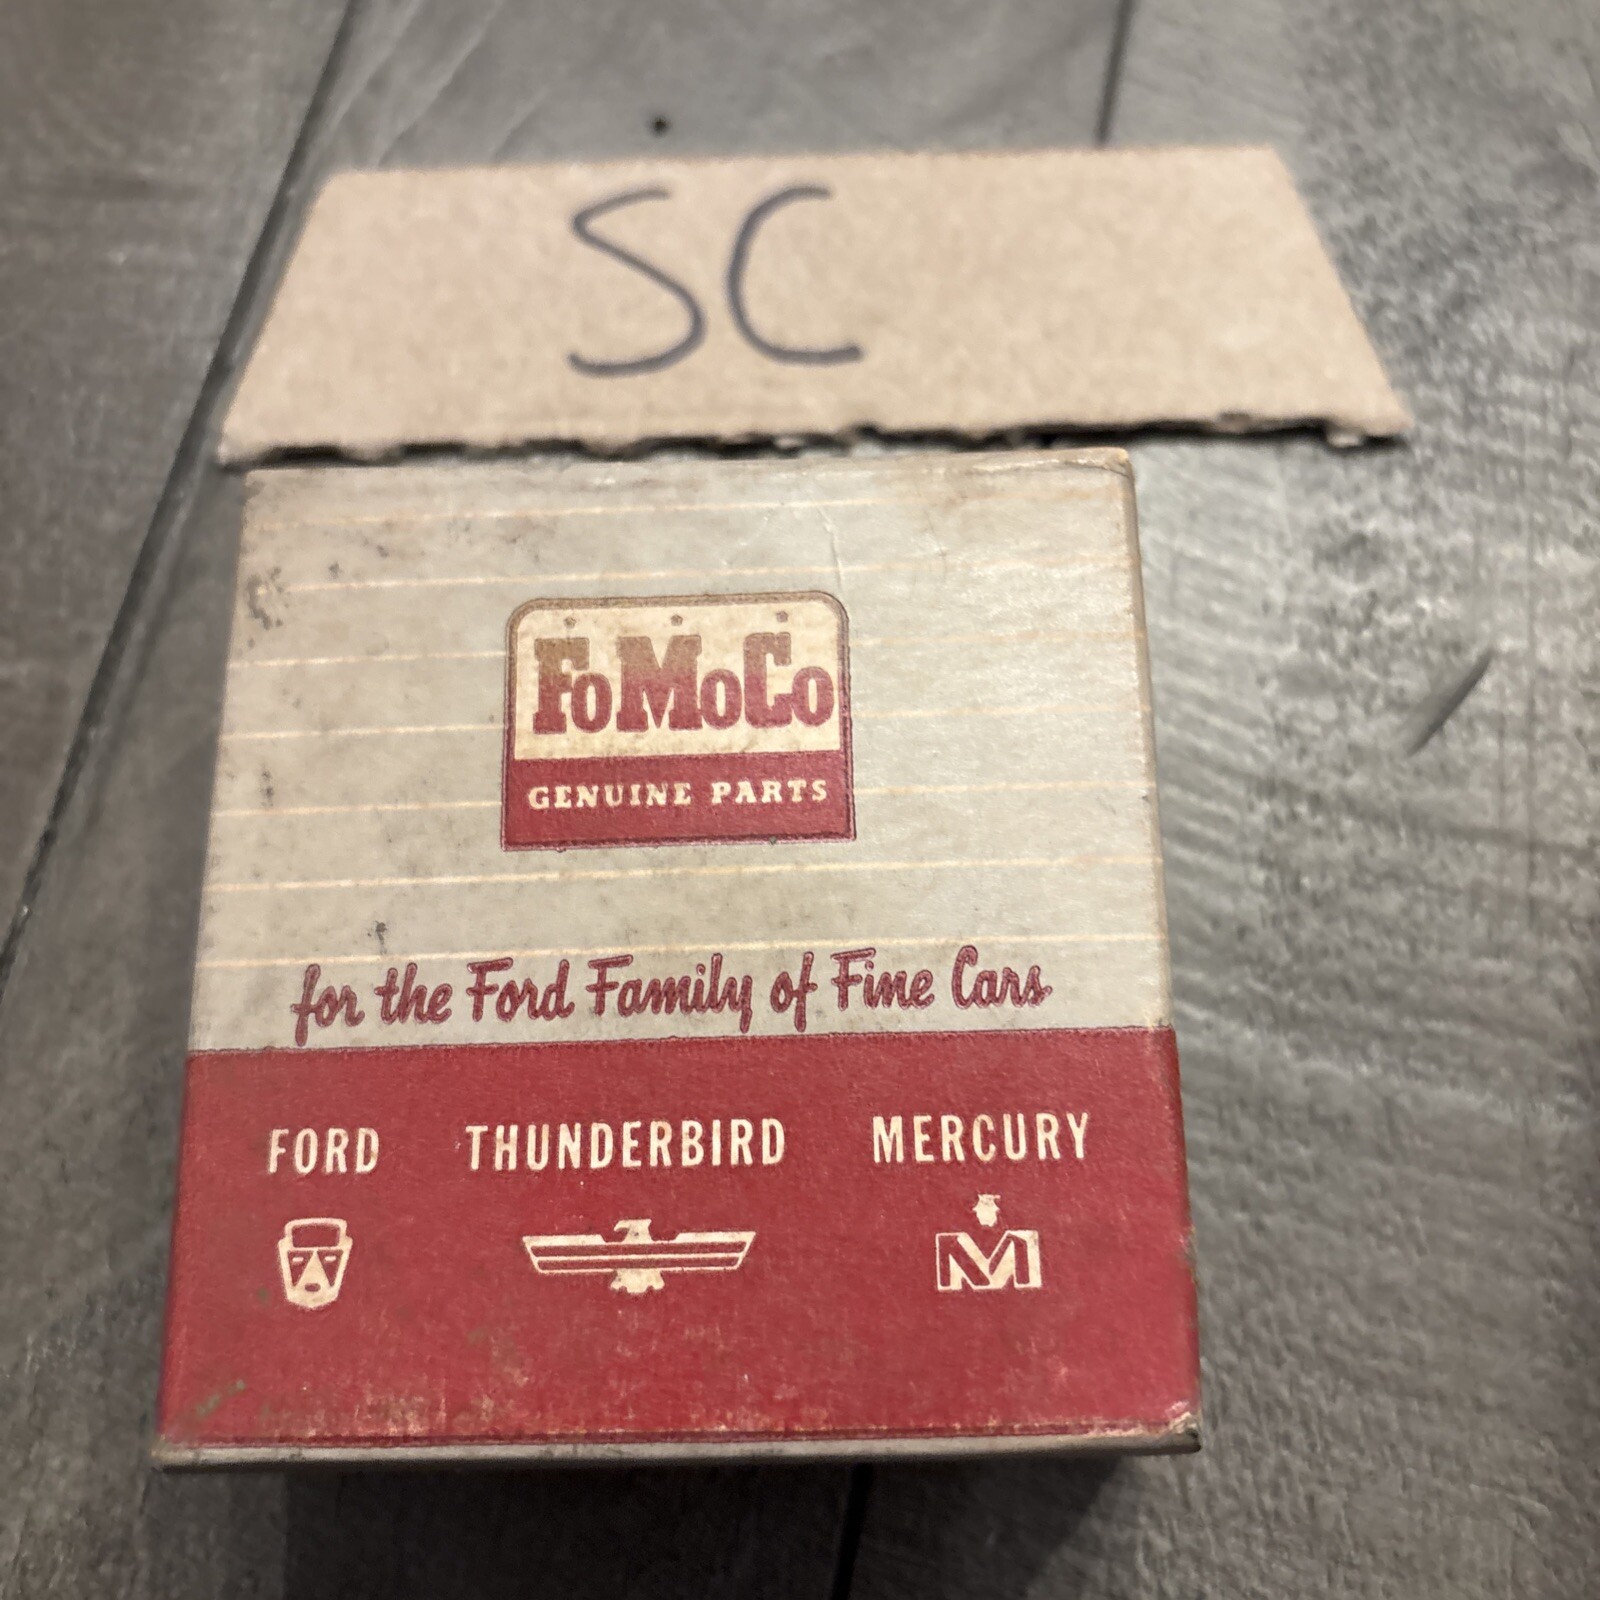 SC
FoMoCo
GENUINE PARTS
for the Ford Family of Fine Cars
FORD THUNDERBIRD MERCURY
M